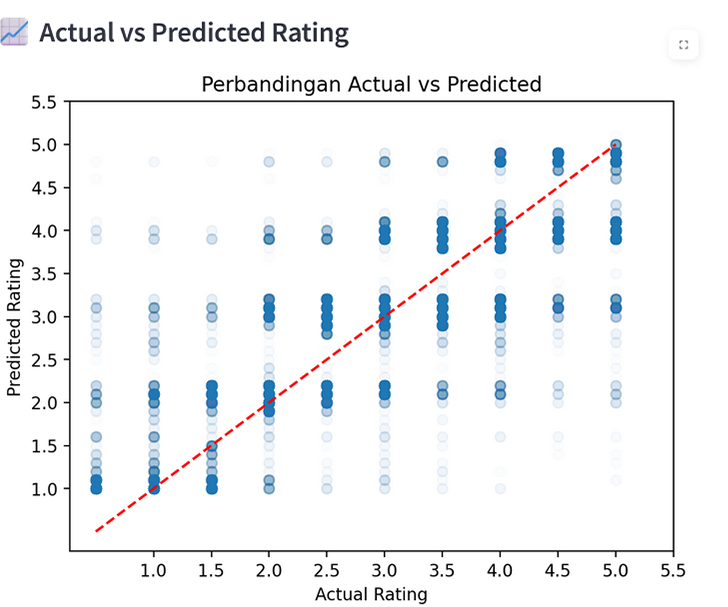 📈 Actual vs Predicted Rating
Perbandingan Actual vs Predicted
5.5
5.0
4.5
4.0
3.5
3.0
2.5
2.0
1.5
1.0
Predicted Rating
1.0 1.5 2.0 2.5 3.0 3.5 4.0 4.5 5.0 5.5
Actual Rating